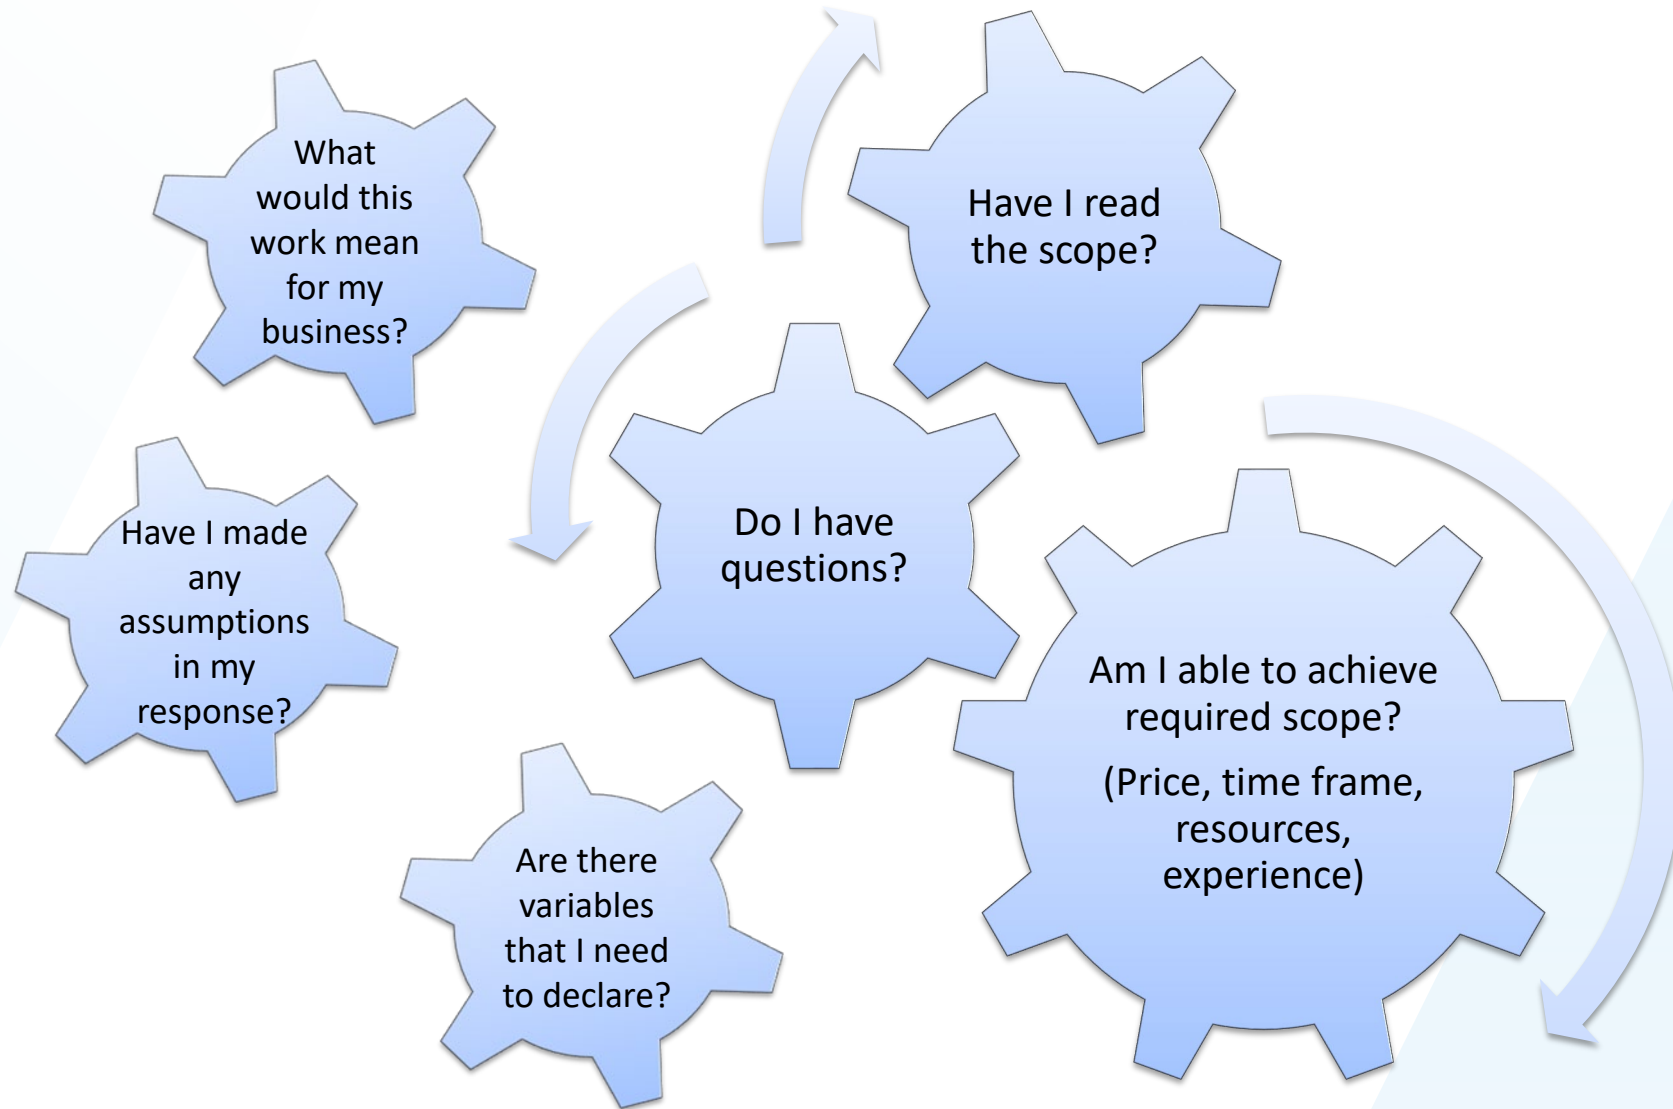 What
would this
work mean
for my
business?
Have I read
the scope?
Have I made
any
assumptions
in my
response?
Do I have
questions?
Am I able to achieve
required scope?
(Price, time frame,
resources,
experience)
Are there
variables
that I need
to declare?